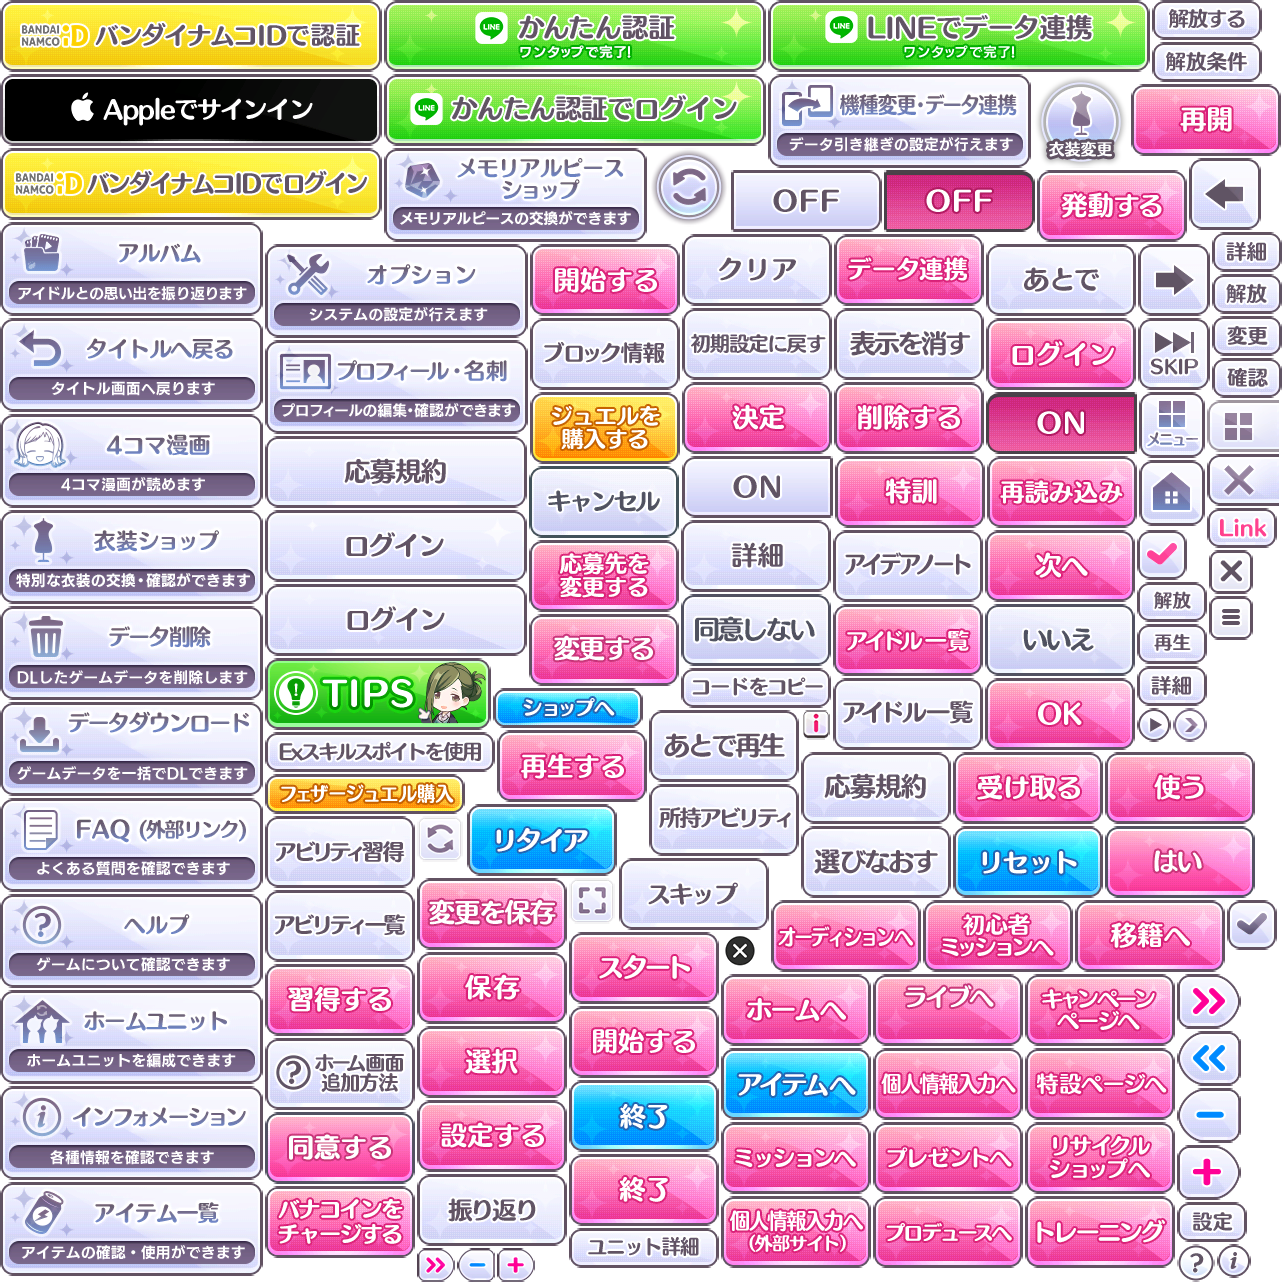 BANDAI NAMCO iD バンダイナムコIDで認証
LINE かんたん認証
ワンタップで完了!
LINE LINEでデータ連携
ワンタップで完了!
解放する
解放条件
Appleでサインイン
LINE かんたん認証でログイン
機種変更・データ連携
データ引き継ぎの設定が行えます
衣装変更
再開
BANDAI NAMCO iD バンダイナムコIDでログイン
メモリアルピース
ショップ
メモリアルピースの交換ができます
OFF
OFF
発動する
アルバム
アイドルとの思い出を振り返ります
タイトルへ戻る
タイトル画面へ戻ります
4コマ漫画
4コマ漫画が読めます
衣装ショップ
特別な衣装の交換・確認ができます
データ削除
DLしたゲームデータを削除します
データダウンロード
ゲームデータを一括でDLできます
FAQ (外部リンク)
よくある質問を確認できます
ヘルプ
ゲームについて確認できます
ホームユニット
ホームユニットを編成できます
インフォメーション
各種情報を確認できます
アイテム一覧
アイテムの確認・使用ができます
オプション
システムの設定が行えます
プロフィール・名刺
プロフィールの編集・確認ができます
応募規約
ログイン
ログイン
TIPS
Exスキルスポイトを使用
フェザージュエル購入
アビリティ習得
アビリティ一覧
習得する
ホーム画面
追加方法
同意する
バナコインを
チャージする
開始する
ブロック情報
ジュエルを
購入する
キャンセル
応募先を
変更する
変更する
ショップへ
再生する
リタイア
変更を保存
保存
選択
設定する
振り返り
クリア
初期設定に戻す
決定
ON
詳細
同意しない
コードをコピー
あとで再生
所持アビリティ
スキップ
スタート
開始する
終了
終了
ユニット詳細
データ連携
表示を消す
削除する
特訓
アイデアノート
アイドル一覧
アイドル一覧
あとで
ログイン
ON
再読み込み
次へ
いいえ
OK
SKIP
メニュー
解放
再生
詳細
詳細
解放
変更
確認
Link
応募規約
受け取る
使う
選びなおす
リセット
はい
オーディションへ
初心者
ミッションへ
移籍へ
ホームへ
ライブへ
キャンペーン
ページへ
アイテムへ
個人情報入力へ
特設ページへ
ミッションへ
プレゼントへ
リサイクル
ショップへ
個人情報入力へ
(外部サイト)
プロデュースへ
トレーニング
設定